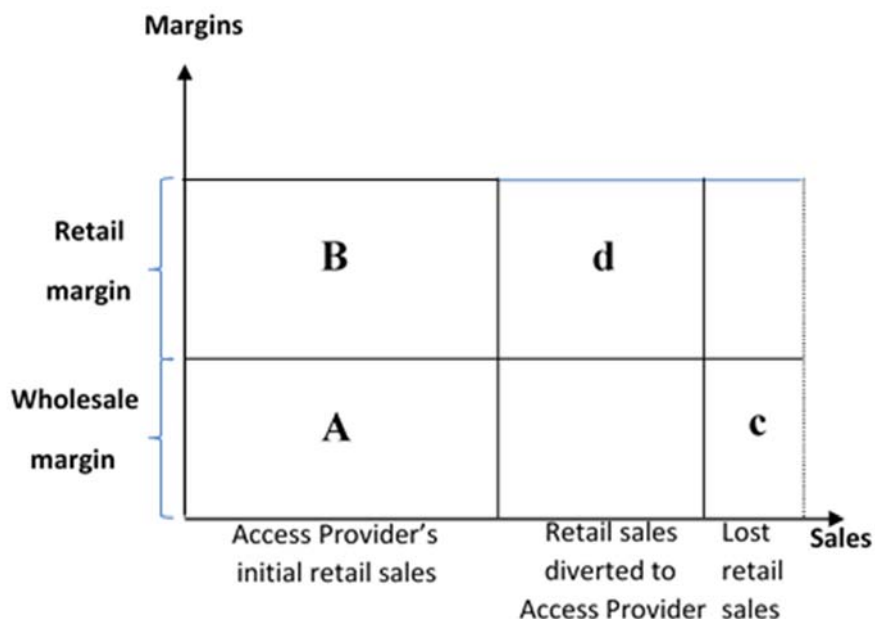 Margins
Retail
margin
B
d
Wholesale
margin
A
c
Access Provider's
initial retail sales
Retail sales
diverted to
Access Provider
Lost
retail
sales
Sales